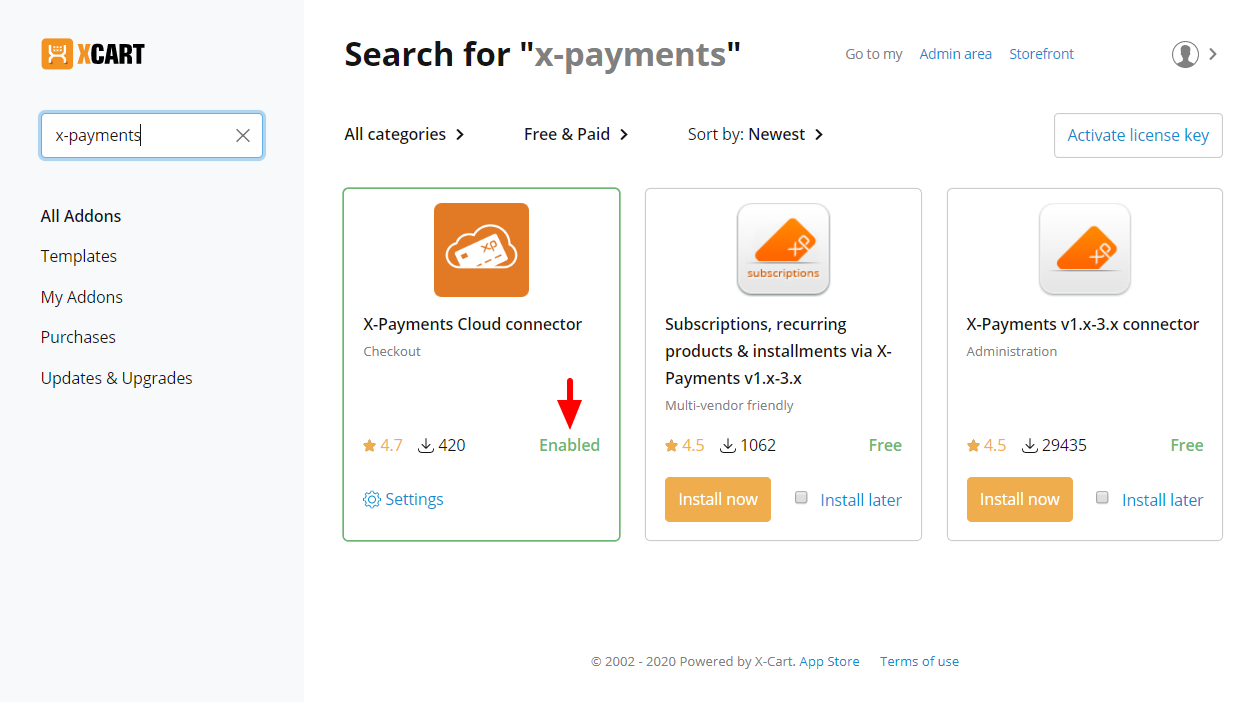 XCART
Search for "x-payments"
Go to my Admin area Storefront
x-payments
All categories Free & Paid Sort by: Newest Activate license key
All Addons
Templates
My Addons
Purchases
Updates & Upgrades
xp
X-Payments Cloud connector
Checkout
4.7 420 Enabled
Settings
xp
subscriptions
Subscriptions, recurring
products & installments via X-
Payments v1.x-3.x
Multi-vendor friendly
4.5 1062 Free
Install now Install later
xp
X-Payments v1.x-3.x connector
Administration
4.5 29435 Free
Install now Install later
© 2002 - 2020 Powered by X-Cart. App Store Terms of use